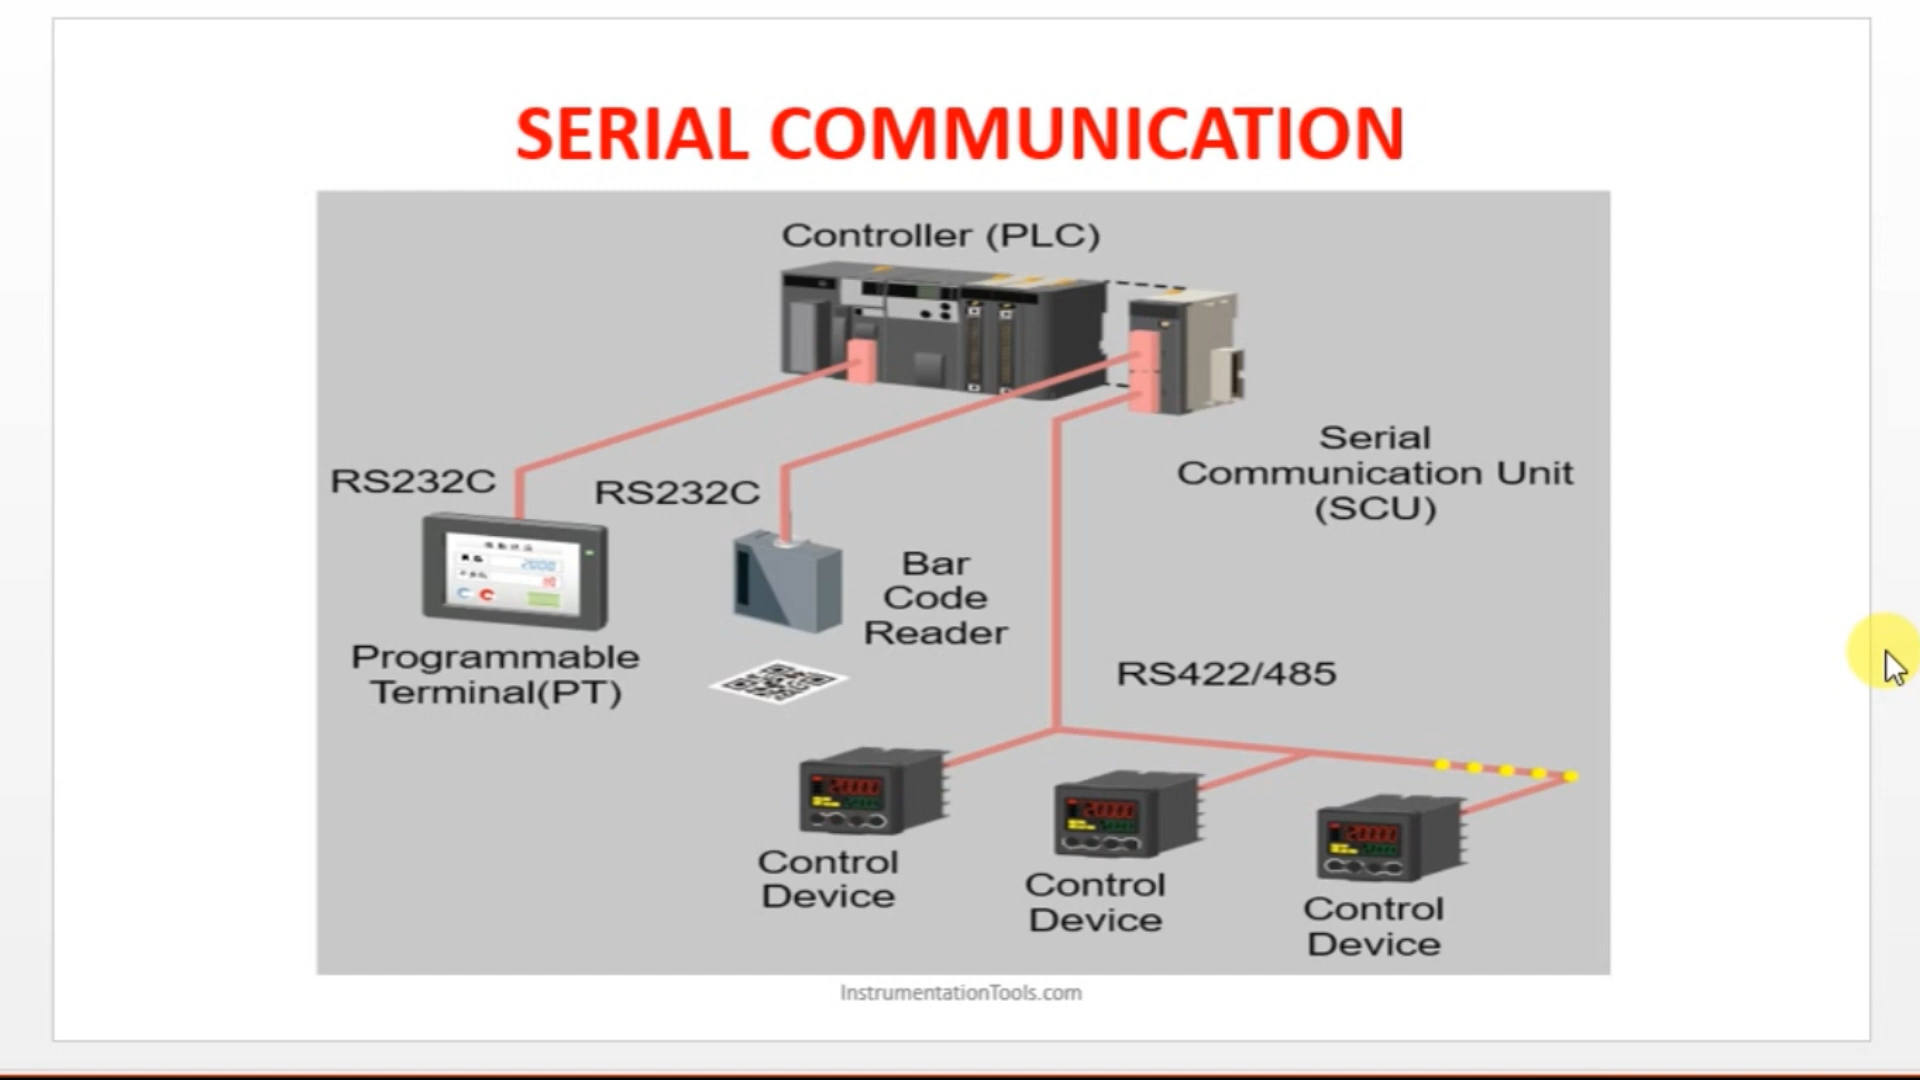 SERIAL COMMUNICATION
Controller (PLC)
Serial
Communication Unit
(SCU)
RS232C
RS232C
Bar
Code
Reader
Programmable
Terminal(PT)
RS422/485
Control
Device
Control
Device
Control
Device
InstrumentationTools.com